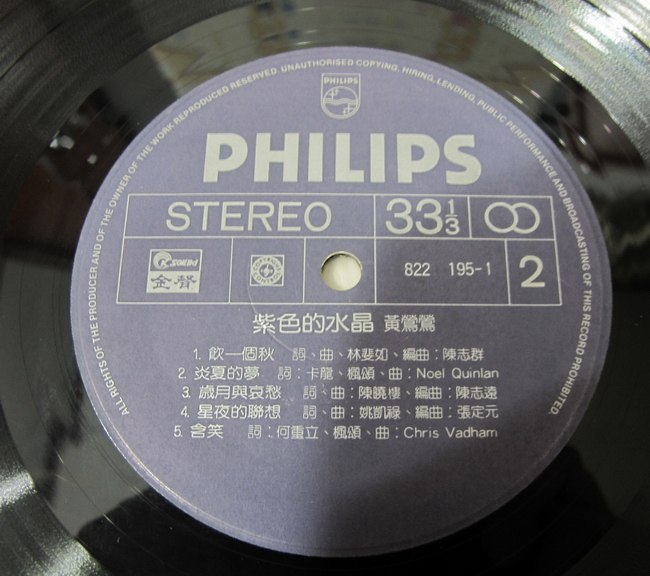 ALL RIGHTS OF THE PRODUCER AND OF THE OWNER OF THE WORK REPRODUCED RESERVED. UNAUTHORISED COPYING, HIRING, LENDING, PUBLIC PERFORMANCE AND BROADCASTING OF THIS RECORD PROHIBITED.
PHILIPS
PHILIPS
STEREO 33 1/3
SOUND
金聲
822 195-1 2
紫色的水晶 黃鶯鶯
1. 飲一個秋 詞、曲、林斐如、編曲：陳志群
2. 炎夏的夢 詞：卡龍、楓頌、曲：Noel Quinlan
3. 歲月與哀愁 詞、曲：陳曉樓、編曲：陳志遠
4. 星夜的聯想 詞、曲：姚凱祿、編曲：張定元
5. 含笑 詞：何重立、楓頌、曲：Chris Vadham